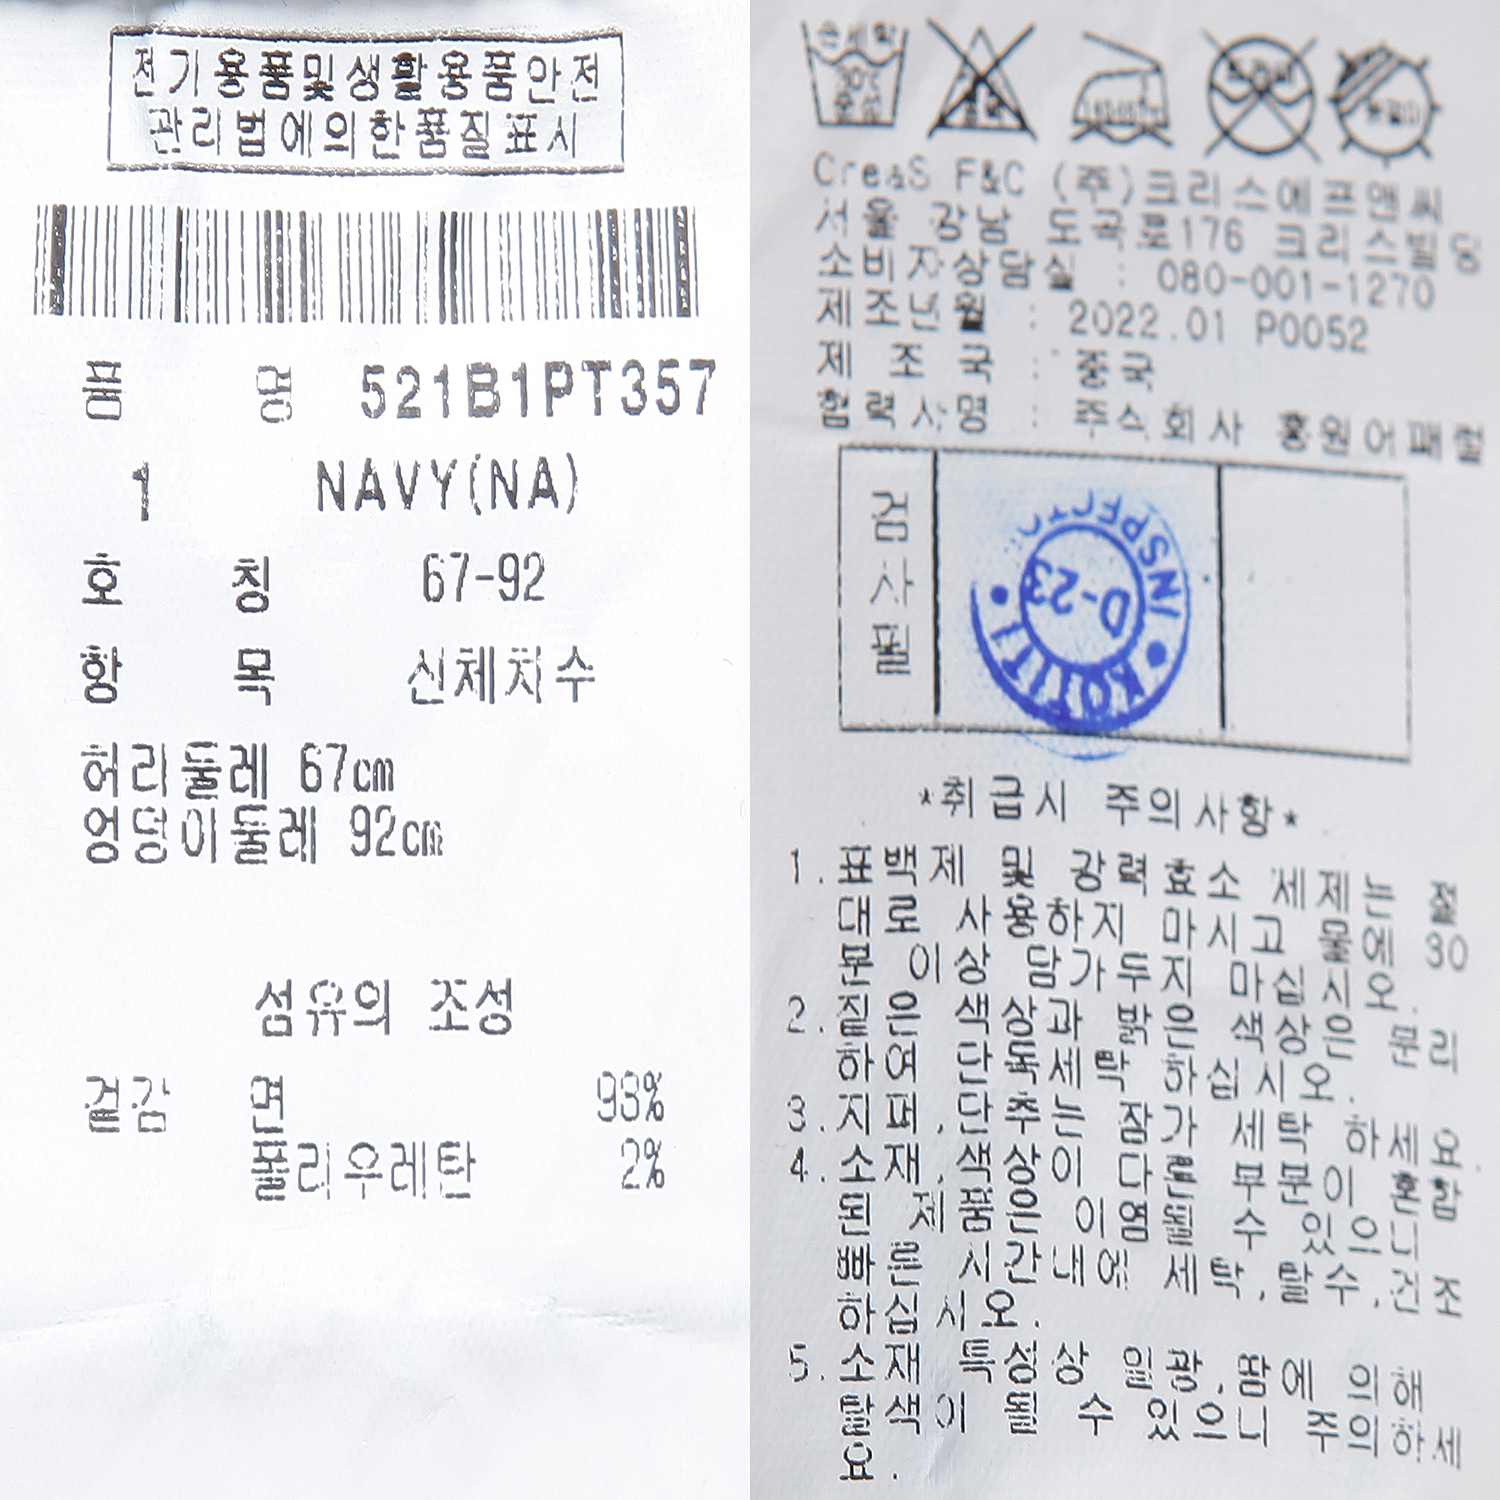 전기용품및생활용품안전
관리법에의한품질표시
품 명 521B1PT357
1 NAVY(NA)
호 칭 67-92
항 목 신체치수
허리둘레 67cm
엉덩이둘레 92cm
섬유의 조성
겉감 면 98%
폴리우레탄 2%
손세탁
30℃
중성
드라이
CreaS F&C (주)크리스에프앤씨
서울 강남 도곡로176 크리스빌딩
소비자상담실 : 080-001-1270
제조년월 : 2022.01 P0052
제 조 국 : 중국
협력사명 : 주식회사 홍원어패럴
검사필
KOTITI
INSPECTION
D-23
*취급시 주의사항*
1.표백제 및 강력효소 세제는 절
대로 사용하지 마시고 물에 30
분 이상 담가두지 마십시오.
2.짙은 색상과 밝은 색상은 분리
하여 단독세탁 하십시오.
3.지퍼,단추는 잠가 세탁 하세요.
4.소재,색상이 다른 부분이 혼합
된 제품은 이염될 수 있으니
빠른 시간내에 세탁,탈수,건조
하십시오.
5.소재 특성상 일광,땀에 의해
탈색이 될 수 있으니 주의하세
요.